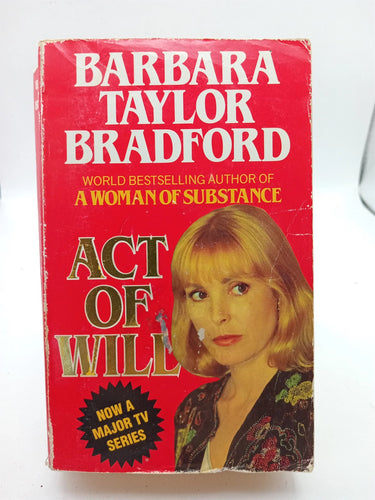 BARBARA
TAYLOR
BRADFORD
WORLD BESTSELLING AUTHOR OF
A WOMAN OF SUBSTANCE
ACT
OF
WILL
NOW A
MAJOR TV
SERIES